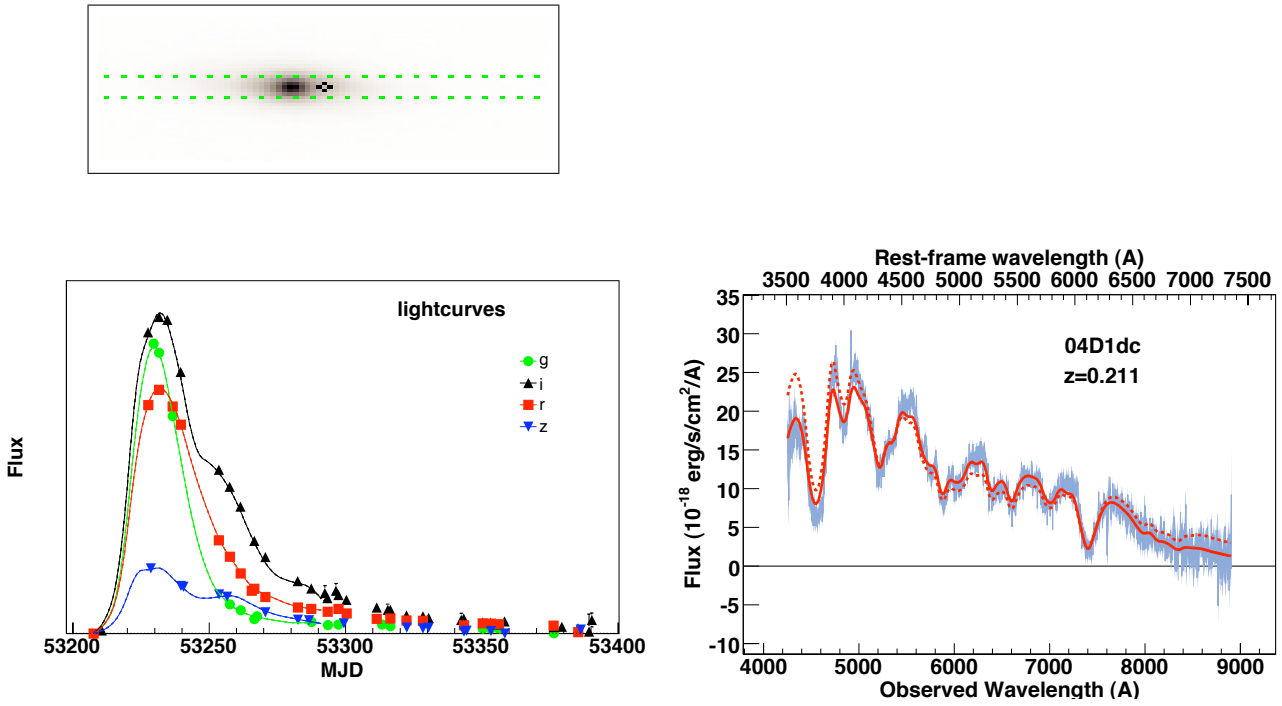 lightcurves
g
i
r
z
Flux
53200 53250 53300 53350 53400
MJD
Rest-frame wavelength (A)
3500 4000 4500 5000 5500 6000 6500 7000 7500
04D1dc
z=0.211
Flux (10-18 erg/s/cm2/A)
35
30
25
20
15
10
5
0
-5
-10
4000 5000 6000 7000 8000 9000
Observed Wavelength (A)